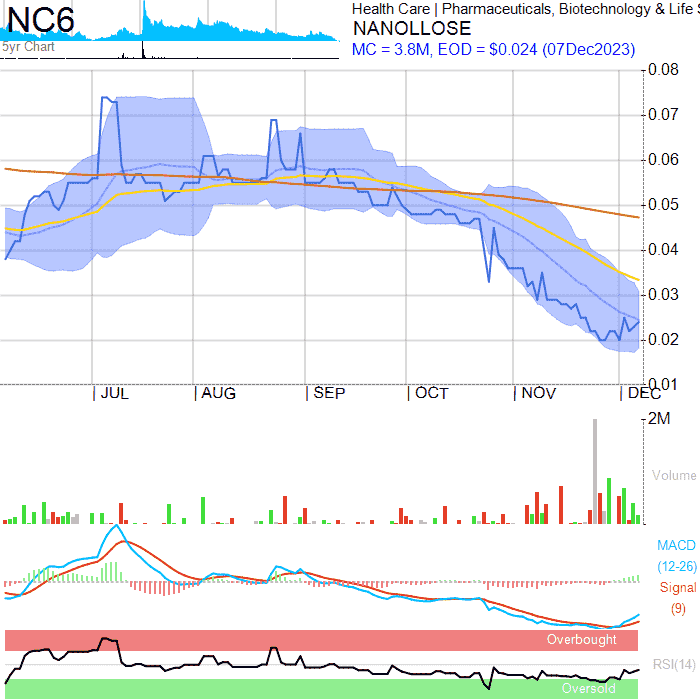 NC6
5yr Chart
Health Care | Pharmaceuticals, Biotechnology & Life S
NANOLLOSE
MC = 3.8M, EOD = $0.024 (07Dec2023)
0.08
0.07
0.06
0.05
0.04
0.03
0.02
0.01
JUL AUG SEP OCT NOV DEC
2M
Volume
MACD
(12-26)
Signal
(9)
Overbought
RSI(14)
Oversold